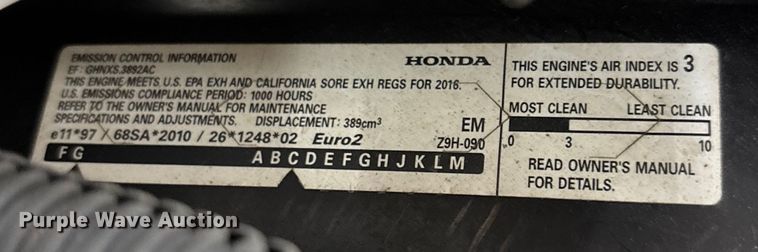 EMISSION CONTROL INFORMATION
HONDA
EF: GHNXS.3892AC
THIS ENGINE MEETS U.S. EPA EXH AND CALIFORNIA SORE EXH REGS FOR 2016.
U.S. EMISSIONS COMPLIANCE PERIOD: 1000 HOURS
REFER TO THE OWNER'S MANUAL FOR MAINTENANCE
SPECIFICATIONS AND ADJUSTMENTS. DISPLACEMENT: 389cm³
EM
e11*97 / 68SA*2010 / 26*1248*02 Euro2
Z9H-090
F G A B C D E F G H J K L M
THIS ENGINE'S AIR INDEX IS 3
FOR EXTENDED DURABILITY.
MOST CLEAN LEAST CLEAN
0 3 10
READ OWNER'S MANUAL
FOR DETAILS.
Purple Wave Auction